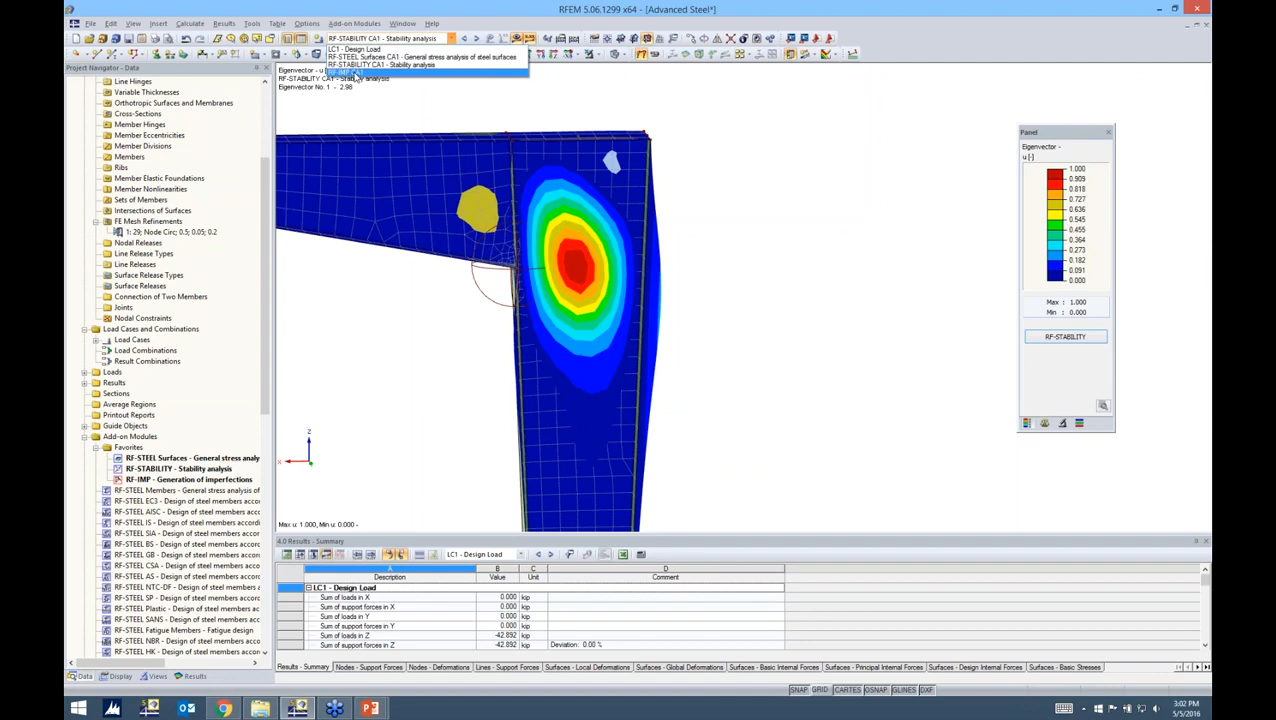 RFEM 5.06.1299 x64 - [Advanced Steel*]
File Edit View Insert Calculate Results Tools Table Options Add-on Modules Window Help
RF-STABILITY CA1 - Stability analysis
LC1 - Design Load
RF-STEEL Surfaces CA1 - General stress analysis of steel surfaces
RF-STABILITY CA1 - Stability analysis
RF-IMP CA1
Project Navigator - Data
Line Hinges
Variable Thicknesses
Orthotropic Surfaces and Membranes
Cross-Sections
Member Hinges
Member Eccentricities
Member Divisions
Members
Ribs
Member Elastic Foundations
Member Nonlinearities
Sets of Members
Intersections of Surfaces
FE Mesh Refinements
1: 29; Node Circ; 0.5; 0.05; 0.2
Nodal Releases
Line Release Types
Line Releases
Surface Release Types
Surface Releases
Connection of Two Members
Joints
Nodal Constraints
Load Cases and Combinations
Load Cases
Load Combinations
Result Combinations
Loads
Results
Sections
Average Regions
Printout Reports
Guide Objects
Add-on Modules
Favorites
RF-STEEL Surfaces - General stress analy
RF-STABILITY - Stability analysis
RF-IMP - Generation of imperfections
RF-STEEL Members - General stress analysis of
RF-STEEL EC3 - Design of steel members accordi
RF-STEEL AISC - Design of steel members accord
RF-STEEL IS - Design of steel members accordin
RF-STEEL SIA - Design of steel members accordi
RF-STEEL BS - Design of steel members accordin
RF-STEEL GB - Design of steel members accordin
RF-STEEL CSA - Design of steel members accordi
RF-STEEL AS - Design of steel members accordin
RF-STEEL NTC-DF - Design of steel members acco
RF-STEEL SP - Design of steel members accordin
RF-STEEL Plastic - Design of steel members acco
RF-STEEL SANS - Design of steel members accord
RF-STEEL Fatigue Members - Fatigue design
RF-STEEL NBR - Design of steel members accordi
RF-STEEL HK - Design of steel members accordin
Data Display Views Results
Eigenvector - u
RF-STABILITY CA1 - Stability analysis
Eigenvector No. 1 - 2.98
Z
X
Max u: 1.000, Min u: 0.000 -
Panel
Eigenvector -
u [-]
1.000
0.909
0.818
0.727
0.636
0.545
0.455
0.364
0.273
0.182
0.091
0.000
Max : 1.000
Min : 0.000
RF-STABILITY
4.0 Results - Summary
LC1 - Design Load
A B C D
Description Value Unit Comment
LC1 - Design Load
Sum of loads in X 0.000 kip
Sum of support forces in X 0.000 kip
Sum of loads in Y 0.000 kip
Sum of support forces in Y 0.000 kip
Sum of loads in Z -42.892 kip
Sum of support forces in Z -42.892 kip Deviation: 0.00 %
Results - Summary Nodes - Support Forces Nodes - Deformations Lines - Support Forces Surfaces - Local Deformations Surfaces - Global Deformations Surfaces - Basic Internal Forces Surfaces - Principal Internal Forces Surfaces - Design Internal Forces Surfaces - Basic Stresses
SNAP GRID CARTES OSNAP GLINES DXF
3:02 PM
5/5/2016